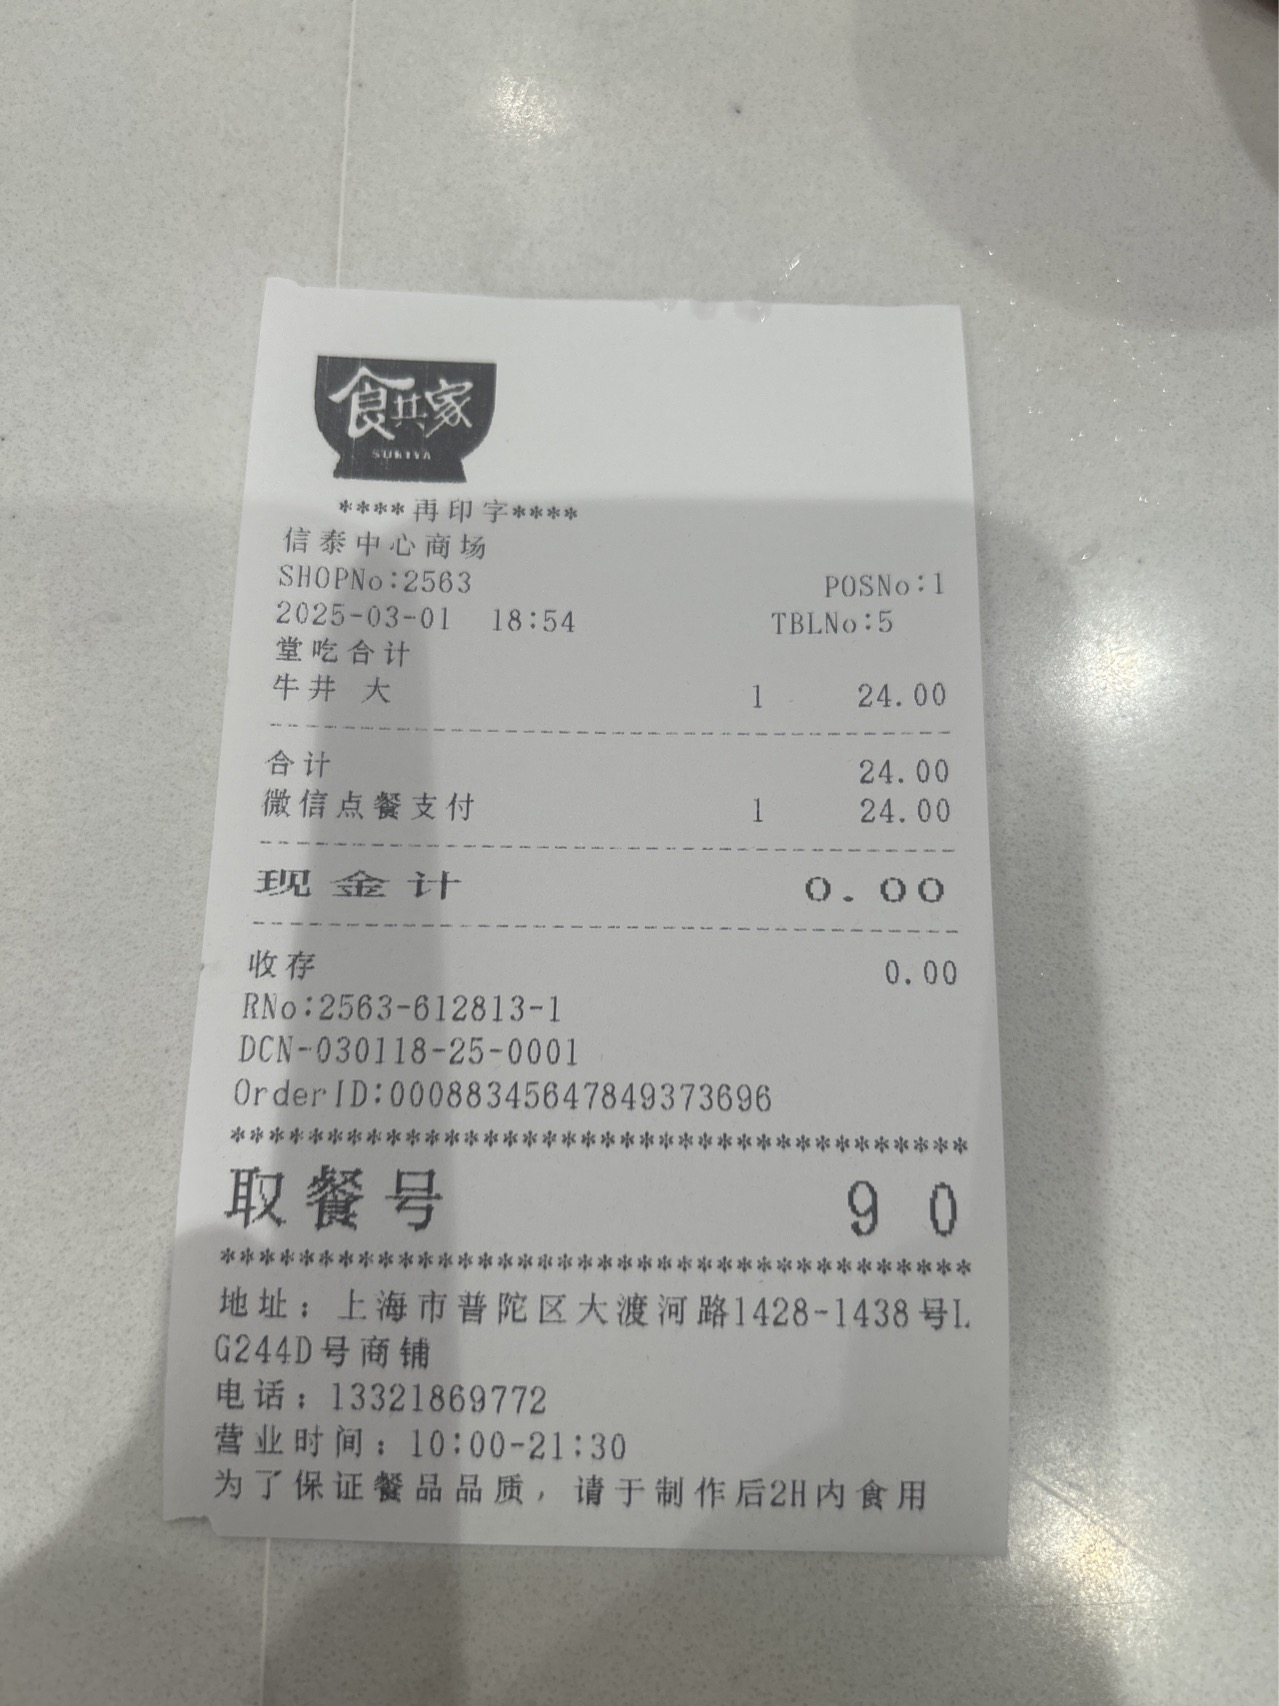 食其家
SUKIYA
****再印字****
信泰中心商场
SHOPNo:2563 POSNo:1
2025-03-01 18:54 TBLNo:5
堂吃合计
牛丼 大 1 24.00
合计 24.00
微信点餐支付 1 24.00
现金计 0.00
收存 0.00
RNo:2563-612813-1
DCN-030118-25-0001
OrderID:00088345647849373696
**************************************
取餐号 90
**************************************
地址：上海市普陀区大渡河路1428-1438号L
G244D号商铺
电话：13321869772
营业时间：10:00-21:30
为了保证餐品品质，请于制作后2H内食用